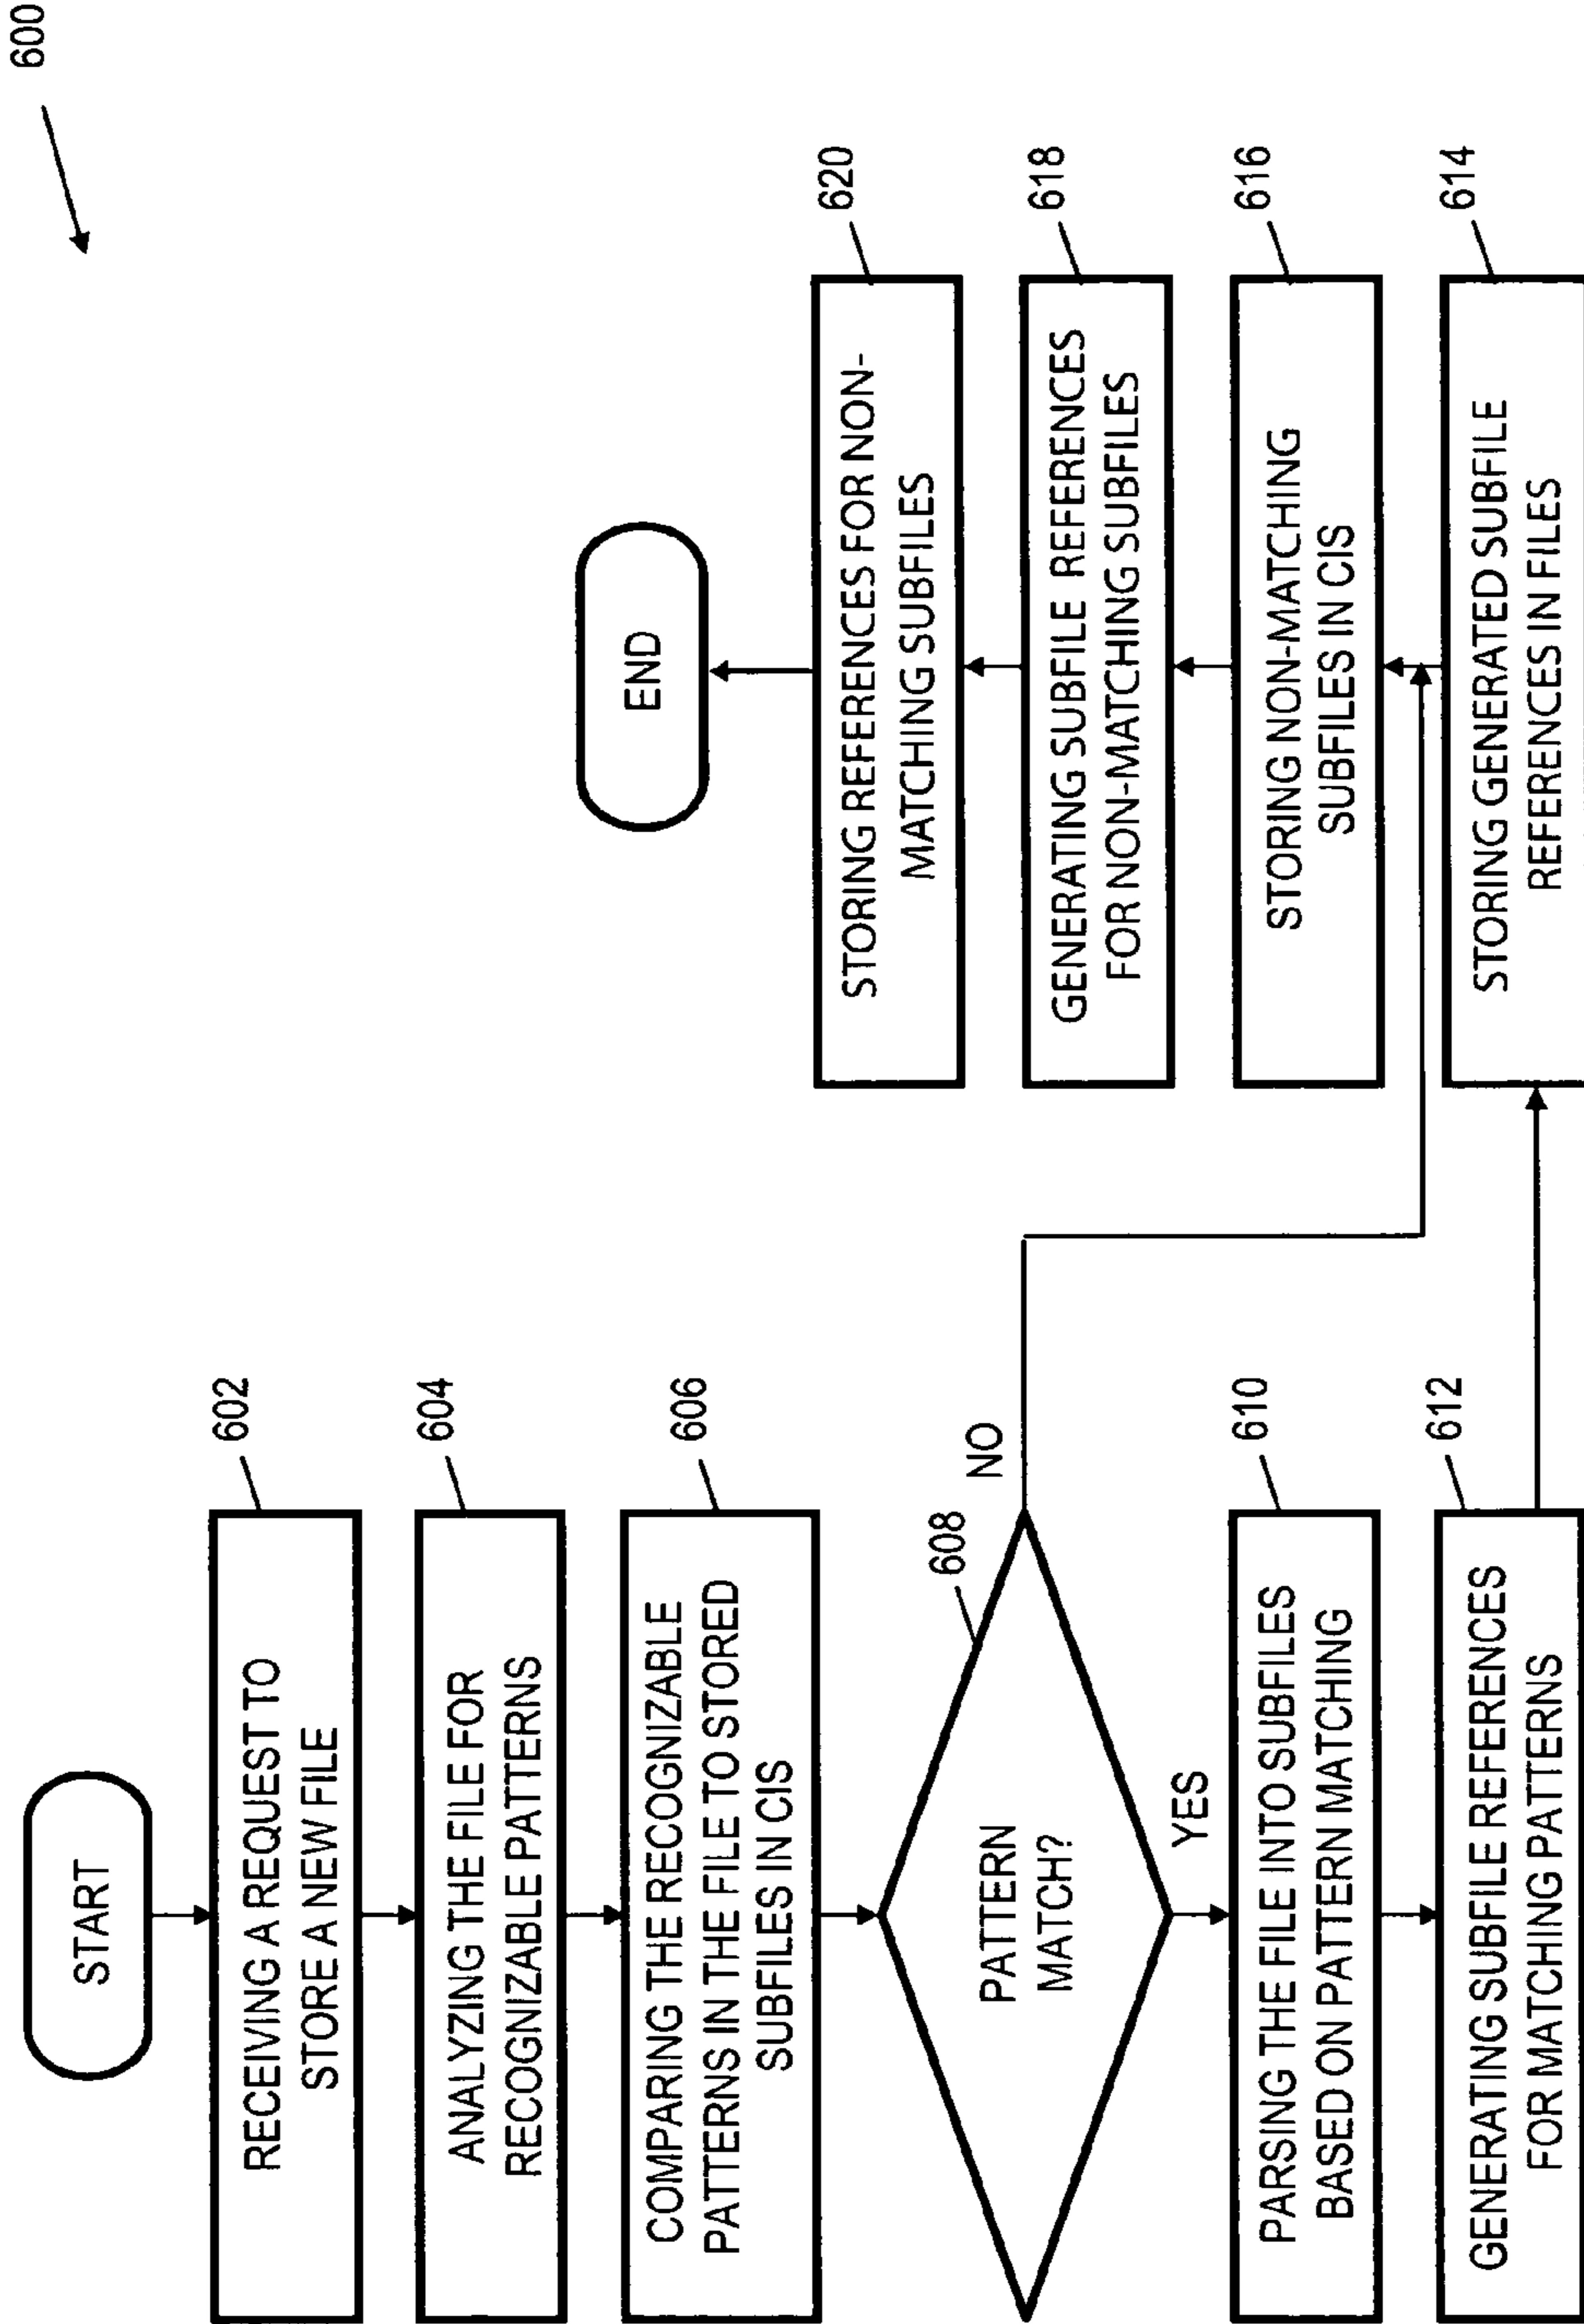 600
START
602
RECEIVING A REQUEST TO
STORE A NEW FILE
604
ANALYZING THE FILE FOR
RECOGNIZABLE PATTERNS
606
COMPARING THE RECOGNIZABLE
PATTERNS IN THE FILE TO STORED
SUBFILES IN CIS
608
PATTERN
MATCH?
NO
YES
610
PARSING THE FILE INTO SUBFILES
BASED ON PATTERN MATCHING
612
GENERATING SUBFILE REFERENCES
FOR MATCHING PATTERNS
END
620
STORING REFERENCES FOR NON-
MATCHING SUBFILES
618
GENERATING SUBFILE REFERENCES
FOR NON-MATCHING SUBFILES
616
STORING NON-MATCHING
SUBFILES IN CIS
614
STORING GENERATED SUBFILE
REFERENCES IN FILES